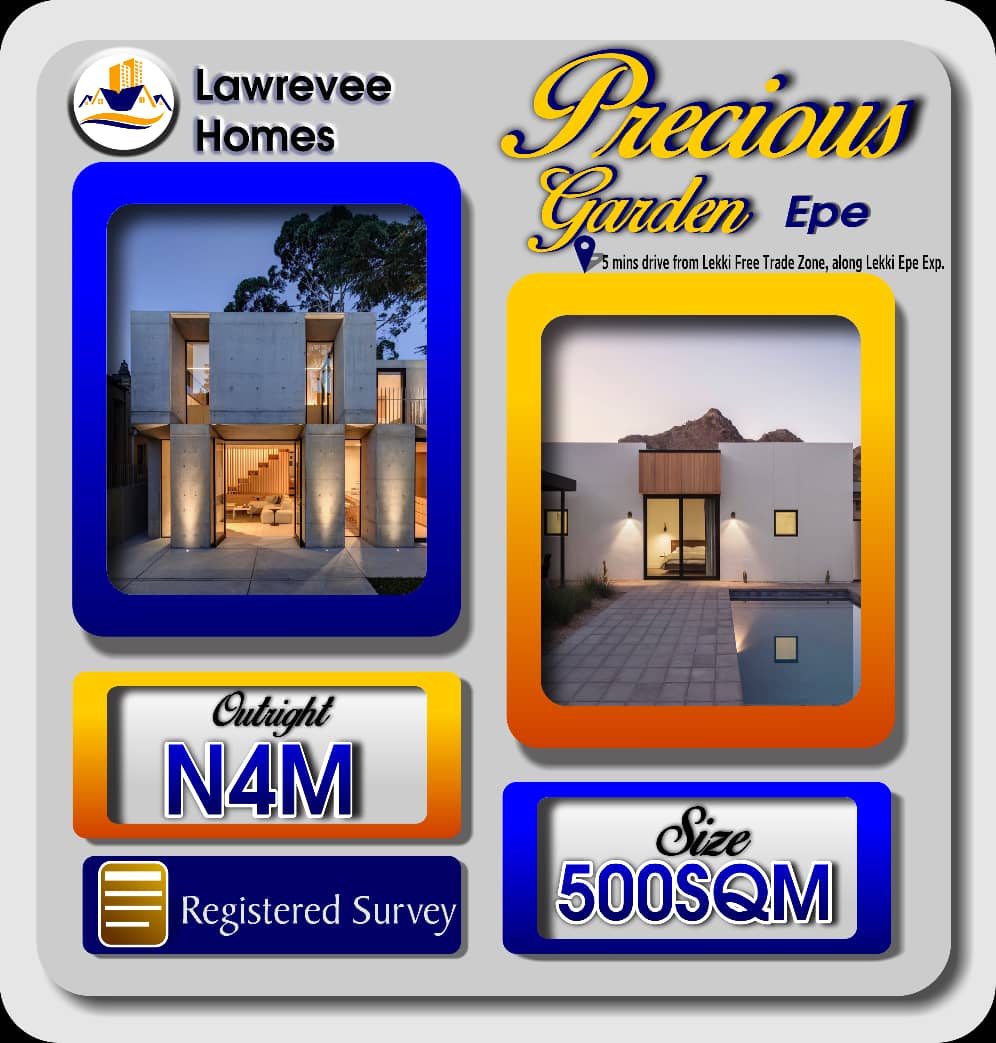 Lawrevee
Homes
Precious
Garden Epe
5 mins drive from Lekki Free Trade Zone, along Lekki Epe Exp.
Outright
N4M
Registered Survey
Size
500SQM